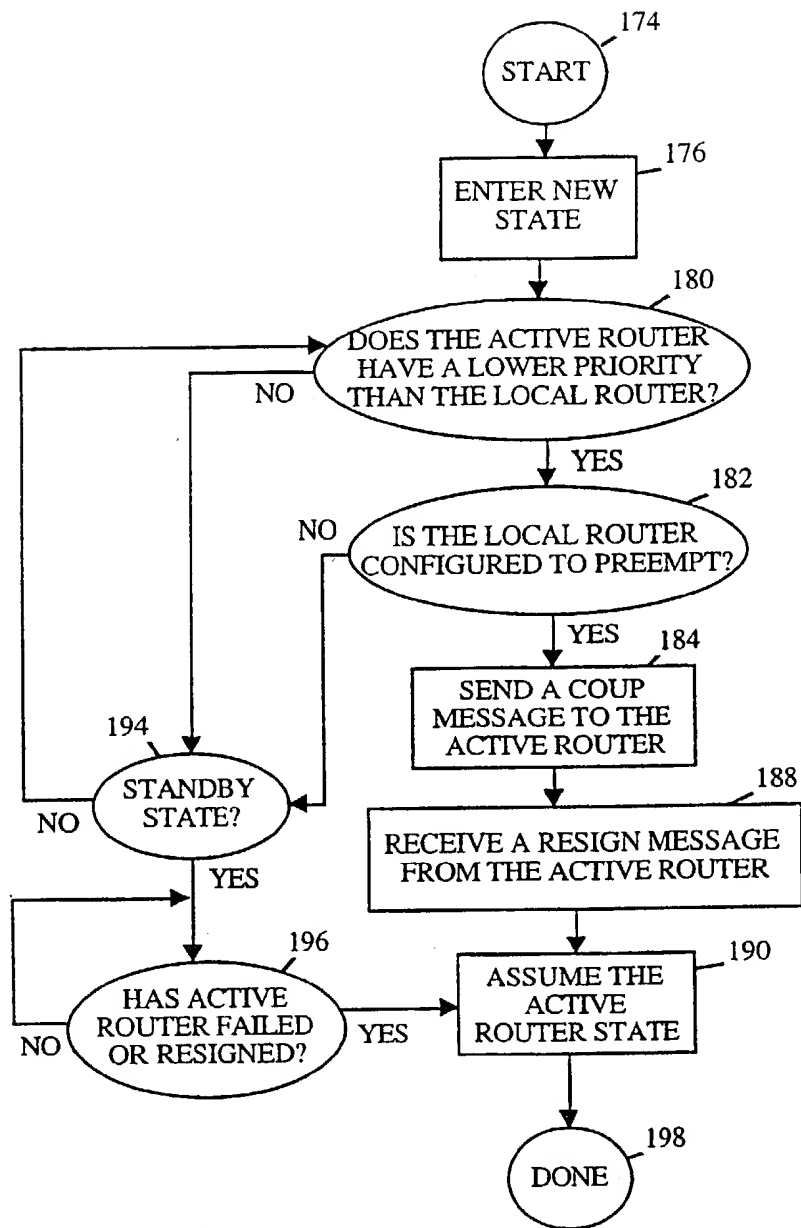 174
START
176
ENTER NEW
STATE
180
DOES THE ACTIVE ROUTER
HAVE A LOWER PRIORITY
THAN THE LOCAL ROUTER?
NO
YES
182
NO
IS THE LOCAL ROUTER
CONFIGURED TO PREEMPT?
YES
184
SEND A COUP
MESSAGE TO THE
ACTIVE ROUTER
194
STANDBY
STATE?
NO
YES
188
RECEIVE A RESIGN MESSAGE
FROM THE ACTIVE ROUTER
196
HAS ACTIVE
ROUTER FAILED
OR RESIGNED?
NO
YES
190
ASSUME THE
ACTIVE
ROUTER STATE
198
DONE